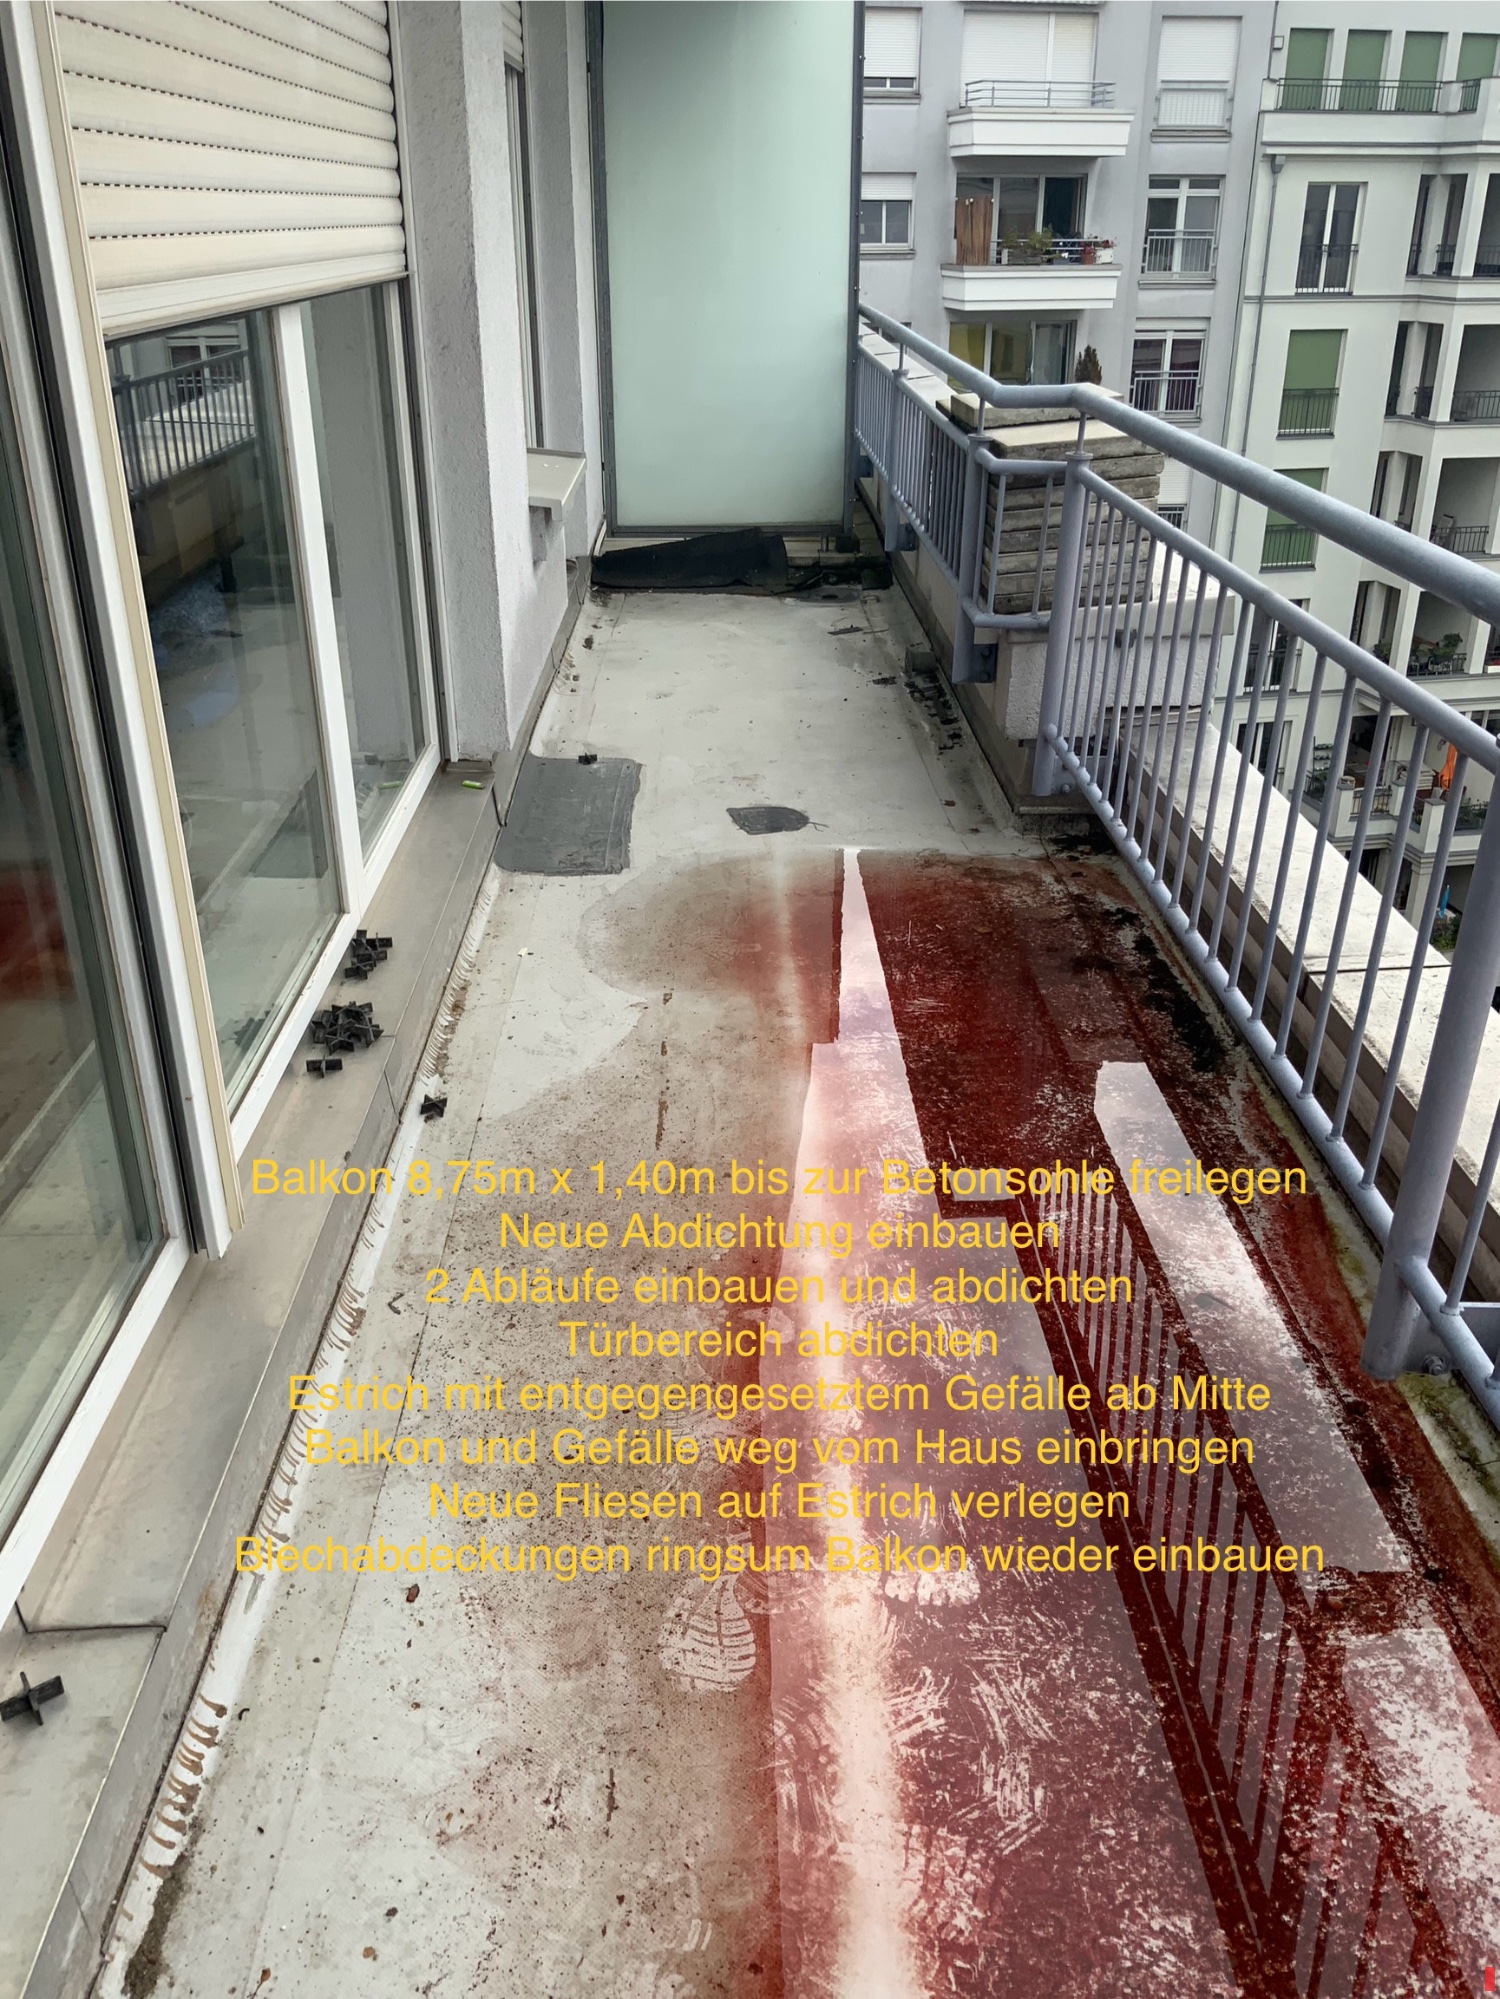 Balkon 8,75m x 1,40m bis zur Betonsohle freilegen
Neue Abdichtung einbauen
2 Abläufe einbauen und abdichten
Türbereich abdichten
Estrich mit entgegengesetztem Gefälle ab Mitte
Balkon und Gefälle weg vom Haus einbringen
Neue Fliesen auf Estrich verlegen
Blechabdeckungen ringsum Balkon wieder einbauen